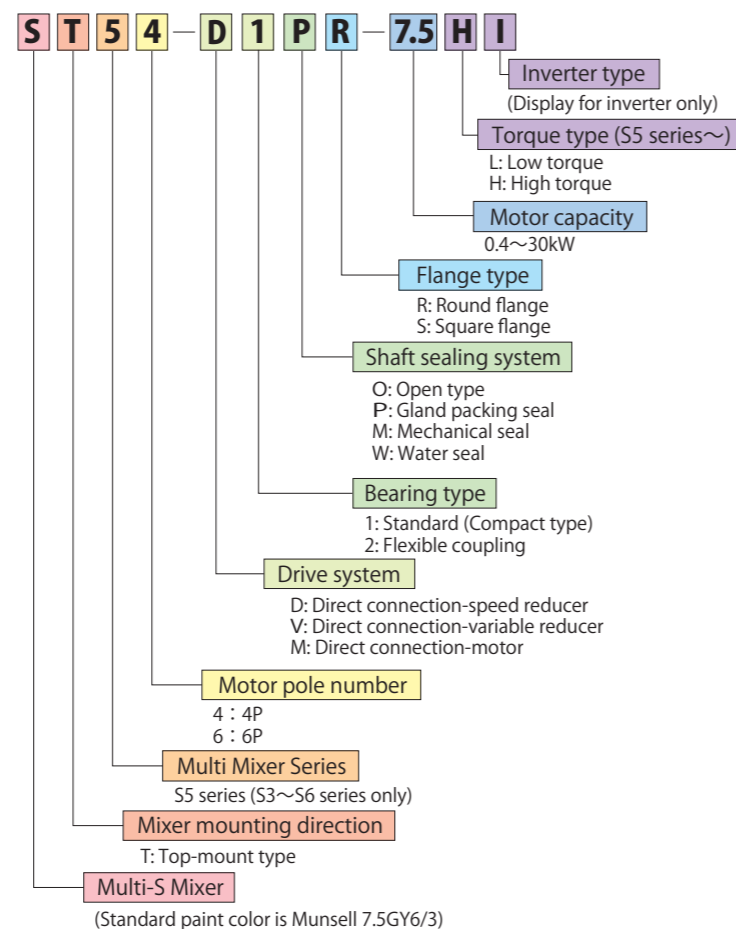 S T 5 4 — D 1 P R — 7.5 H I
Inverter type
(Display for inverter only)
Torque type (S5 series～)
L: Low torque
H: High torque
Motor capacity
0.4～30kW
Flange type
R: Round flange
S: Square flange
Shaft sealing system
O: Open type
P: Gland packing seal
M: Mechanical seal
W: Water seal
Bearing type
1: Standard (Compact type)
2: Flexible coupling
Drive system
D: Direct connection-speed reducer
V: Direct connection-variable reducer
M: Direct connection-motor
Motor pole number
4：4P
6：6P
Multi Mixer Series
S5 series (S3～S6 series only)
Mixer mounting direction
T: Top-mount type
Multi-S Mixer
(Standard paint color is Munsell 7.5GY6/3)